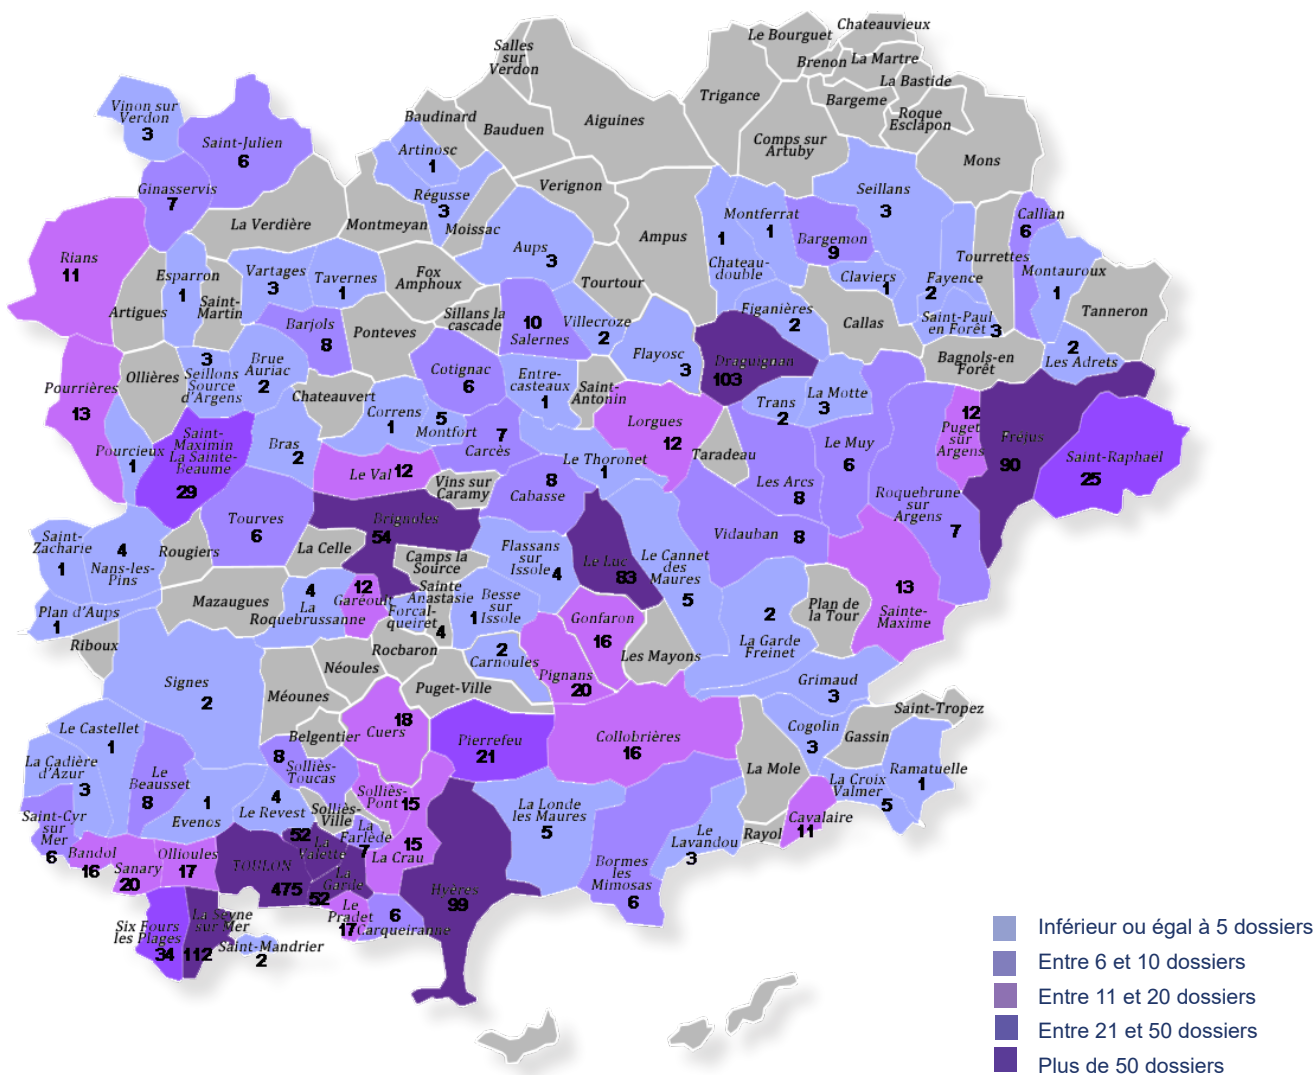 Chateauvieux
Le Bourguet
Salles
sur
Verdon
Brenon
La Martre
La Bastide
Trigance
Bargeme
Roque
Esclapon
Vinon sur
Verdon
3
Baudinard
Bauduen
Aiguines
Comps sur
Artuby
Mons
Saint-Julien
6
Artinosc
1
Ginasservis
7
Régusse
3
Verignon
Seillans
3
La Verdière
Montmeyan
Moissac
Ampus
Montferrat
1
1
Chateau-
double
Bargemon
9
Callian
6
Rians
11
Aups
3
Esparron
1
Vartages
3
Tavernes
1
Fox
Amphoux
Tourtour
Claviers
1
Fayence
2
Tourrettes
Montauroux
1
Tanneron
Artigues
Saint-
Martin
Barjols
8
Ponteves
Sillans la
cascade
10
Salernes
Villecroze
2
Figanières
2
Callas
Saint-Paul
en Forêt
3
Pourrières
13
Ollières
3
Seillons
Source
d'Argens
Brue
Auriac
2
Cotignac
6
Entre-
casteaux
1
Flayosc
3
Draguignan
103
Bagnols-en
Forêt
2
Les Adrets
Chateauvert
Saint-
Antonin
Correns
1
5
Montfort
7
Carcès
Lorgues
12
Trans
2
La Motte
3
12
Puget
sur
Argens
Frejus
90
Saint-Raphael
25
Pourcieux
1
Saint-
Maximin
La Sainte-
Beaume
29
Bras
2
Le Val 12
Vins sur
Caramy
8
Cabasse
Le Thoronet
1
Taradeau
Le Muy
6
Les Arcs
8
Roquebrune
sur
Argens
7
Saint-
Zacharie
1
4
Nans-les-
Pins
Rougiers
Tourves
6
Brignoles
54
La Celle
Camps la
Source
Flassans
sur
Issole 4
Le Luc
83
Le Cannet
des
Maures
5
Vidauban 8
Plan d'Aups
1
Mazaugues
4
La
Roquebrussanne
12
Garéoult
Sainte
Anastasie
Forcal-
queiret
4
Besse
sur
1 Issole
Gonfaron
16
2
La Garde
Freinet
Plan de
la Tour
13
Sainte-
Maxime
Riboux
Rocbaron
2
Carnoules
Les Mayons
Signes
2
Néoules
Méounes
Puget-Ville
Pignans
20
Grimaud
3
Saint-Tropez
Le Castellet
1
Belgentier
18
Cuers
Pierrefeu
21
Collobrières
16
Cogolin
3
Gassin
La Cadière
d'Azur
3
Le
Beausset
8
8
Solliès-
Toucas
La Mole
La Croix
Valmer
5
Ramatuelle
1
1
Evenos
4
Le Revest
Solliès-
Pont 15
Solliès-
Ville
La Londe
les Maures
5
Cavalaire
11
Saint-Cyr
sur
Mer
6
52
La
Valette
La
Farlède
7
15
La Crau
Le
Lavandou
3
Rayol
Bandol
16
Sanary
20
Ollioules
17
TOULON
475
La
Garde
52
Hyères
99
Bormes
les
Mimosas
6
Six Fours
les Plages
34
La Seyne
sur Mer
112
Le
Pradet
17
6
Carqueiranne
Saint-Mandrier
2
Inférieur ou égal à 5 dossiers
Entre 6 et 10 dossiers
Entre 11 et 20 dossiers
Entre 21 et 50 dossiers
Plus de 50 dossiers